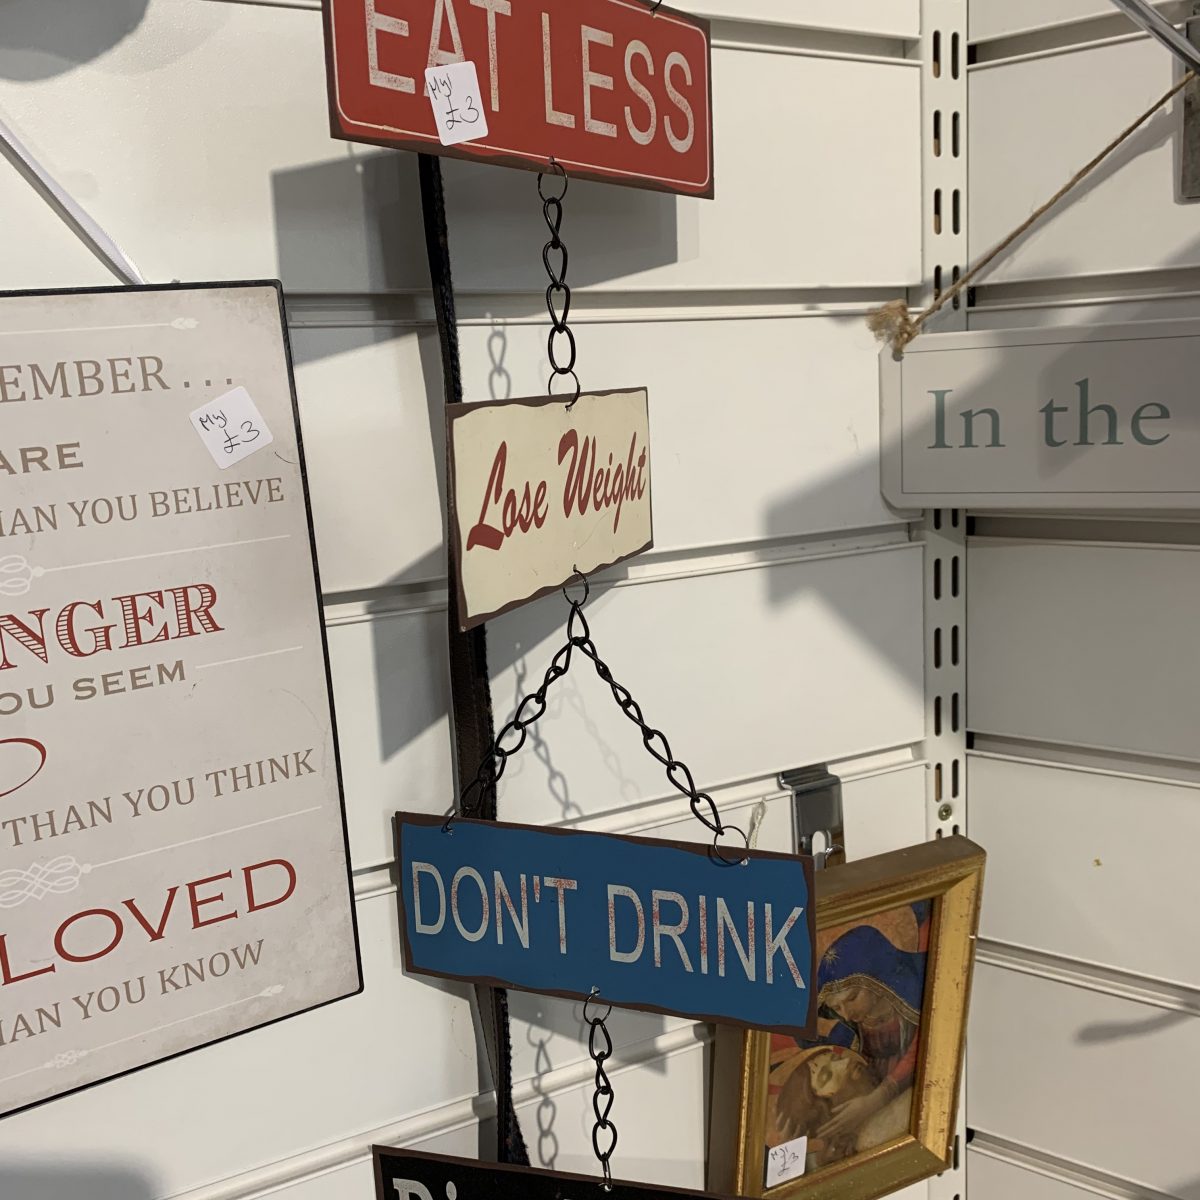 EAT LESS
MW
£3
Lose Weight
DON'T DRINK
EMBER...
MW
£3
ARE
HAN YOU BELIEVE
NGER
OU SEEM
THAN YOU THINK
LOVED
HAN YOU KNOW
In the
£3